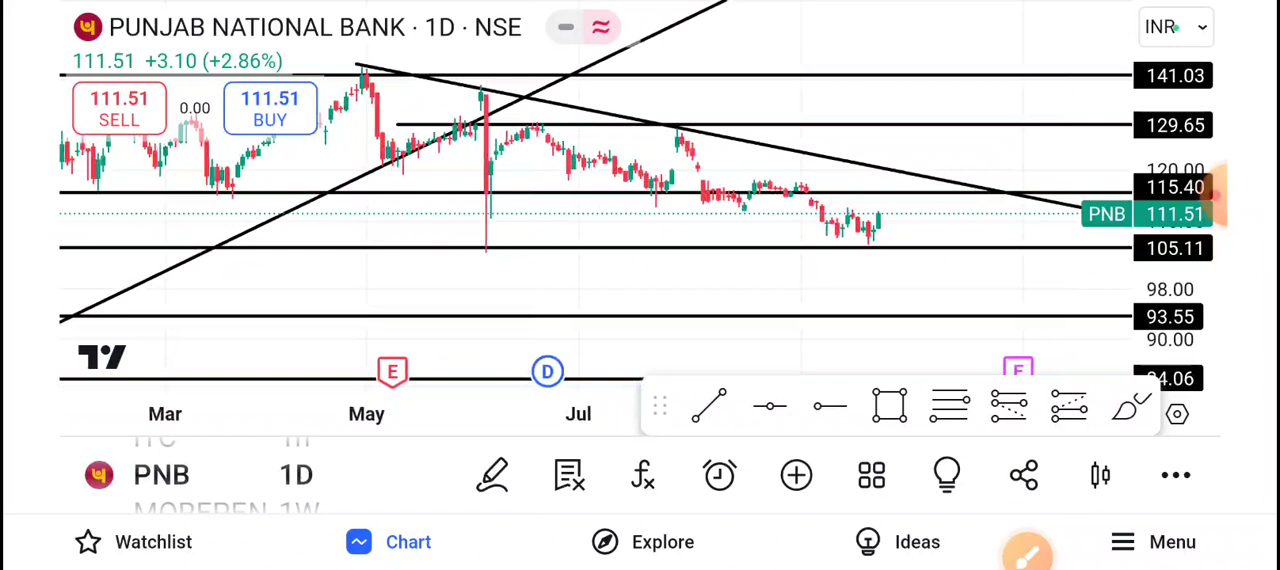 PUNJAB NATIONAL BANK · 1D · NSE
INR
111.51 +3.10 (+2.86%)
141.03
111.51
SELL
0.00
111.51
BUY
129.65
120.00
115.40
PNB 111.51
105.11
98.00
93.55
90.00
E
D
Mar
May
Jul
PNB 1D
Watchlist
Chart
Explore
Ideas
Menu